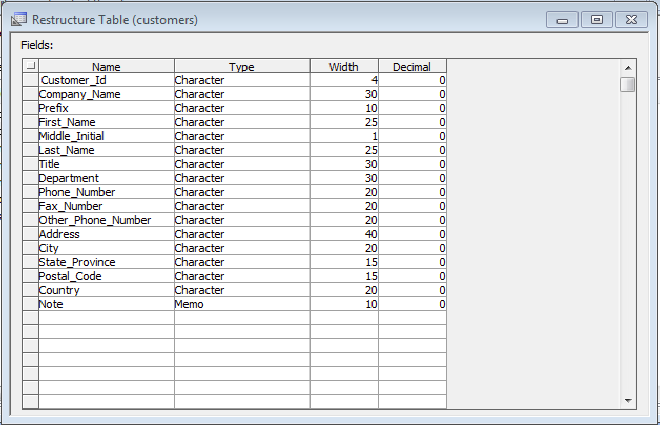 Restructure Table (customers)
Fields:
Name Type Width Decimal
Customer_Id Character 4 0
Company_Name Character 30 0
Prefix Character 10 0
First_Name Character 25 0
Middle_Initial Character 1 0
Last_Name Character 25 0
Title Character 30 0
Department Character 30 0
Phone_Number Character 20 0
Fax_Number Character 20 0
Other_Phone_Number Character 20 0
Address Character 40 0
City Character 20 0
State_Province Character 15 0
Postal_Code Character 15 0
Country Character 20 0
Note Memo 10 0